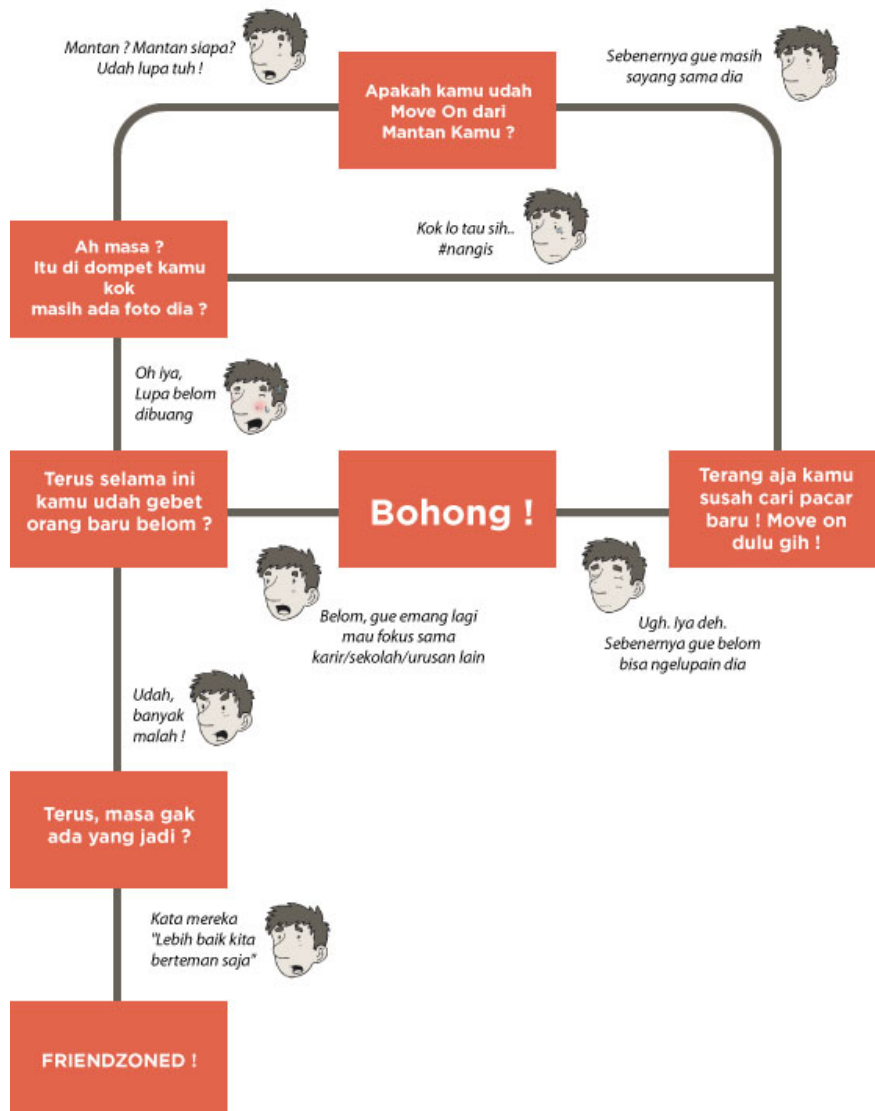 Mantan ? Mantan siapa?
Udah lupa tuh !
Apakah kamu udah
Move On dari
Mantan Kamu ?
Sebenernya gue masih
sayang sama dia
Ah masa ?
Itu di dompet kamu
kok
masih ada foto dia ?
Kok lo tau sih..
#nangis
Oh iya,
Lupa belom
dibuang
Terus selama ini
kamu udah gebet
orang baru belom ?
Bohong !
Terang aja kamu
susah cari pacar
baru ! Move on
dulu gih !
Belom, gue emang lagi
mau fokus sama
karir/sekolah/urusan lain
Ugh. Iya deh.
Sebenernya gue belom
bisa ngelupain dia
Udah,
banyak
malah !
Terus, masa gak
ada yang jadi ?
Kata mereka
"Lebih baik kita
berteman saja"
FRIENDZONED !